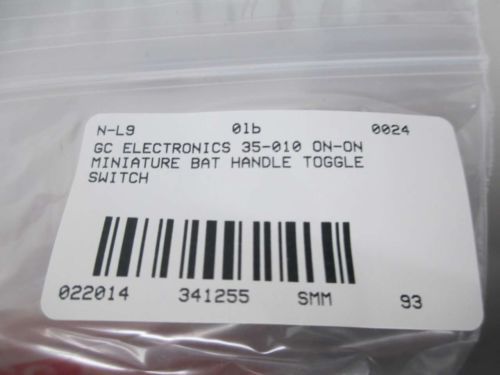 N-L9 01b 0024
GC ELECTRONICS 35-010 ON-ON
MINIATURE BAT HANDLE TOGGLE
SWITCH
022014 341255 SMM 93